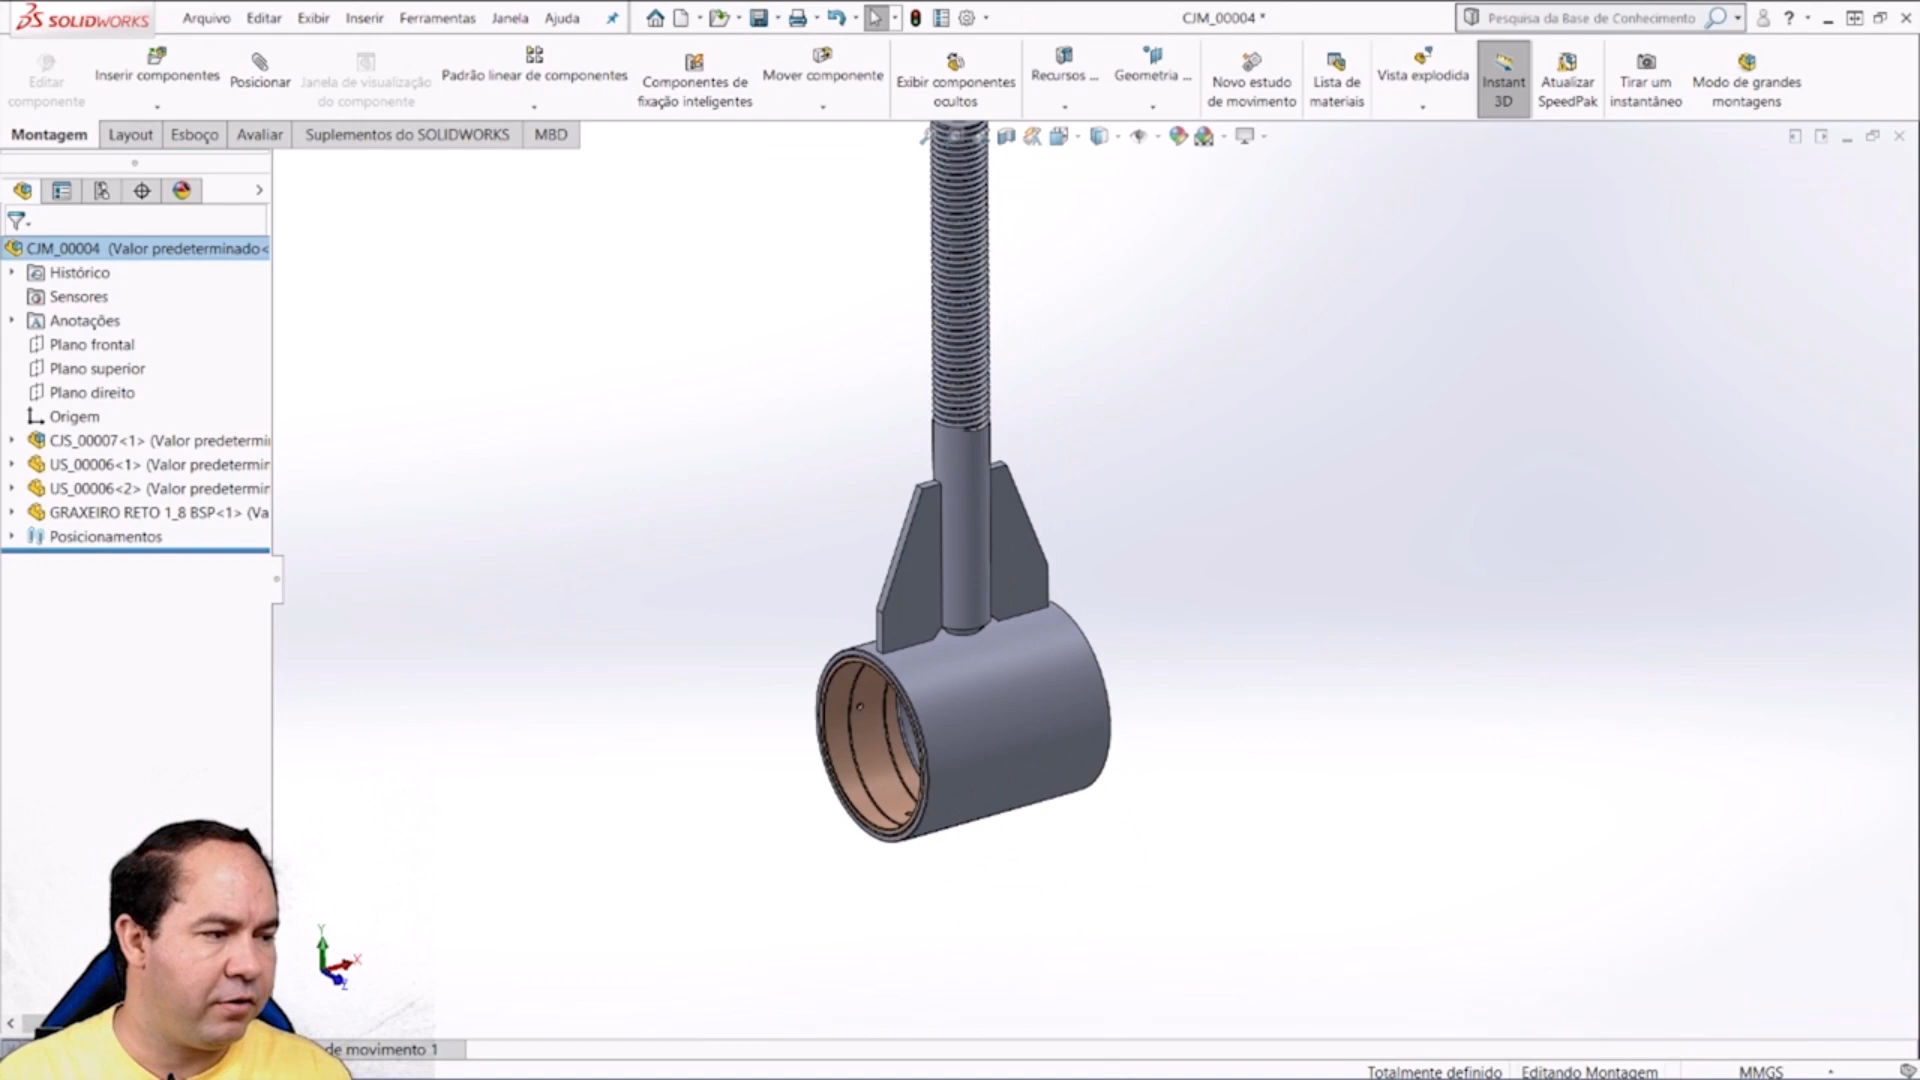 SOLIDWORKS
Arquivo Editar Exibir Inserir Ferramentas Janela Ajuda
CJM_00004 *
Pesquisa da Base de Conhecimento
?
Editar componente
Inserir componentes
Posicionar
Janela de visualização do componente
Padrão linear de componentes
Componentes de fixação inteligentes
Mover componente
Exibir componentes ocultos
Recursos ...
Geometria ...
Novo estudo de movimento
Lista de materiais
Vista explodida
Instant 3D
Atualizar SpeedPak
Tirar um instantâneo
Modo de grandes montagens
Montagem Layout Esboço Avaliar Suplementos do SOLIDWORKS MBD
CJM_00004 (Valor predeterminado<
Histórico
Sensores
Anotações
Plano frontal
Plano superior
Plano direito
Origem
CJS_00007<1> (Valor predetermi
US_00006<1> (Valor predetermin
US_00006<2> (Valor predetermin
GRAXEIRO RETO 1_8 BSP<1> (Va
Posicionamentos
Y
X
Z
de movimento 1
Totalmente definido Editando Montagem MMGS